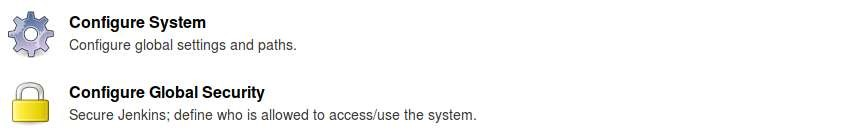 Configure System
Configure global settings and paths.
Configure Global Security
Secure Jenkins; define who is allowed to access/use the system.